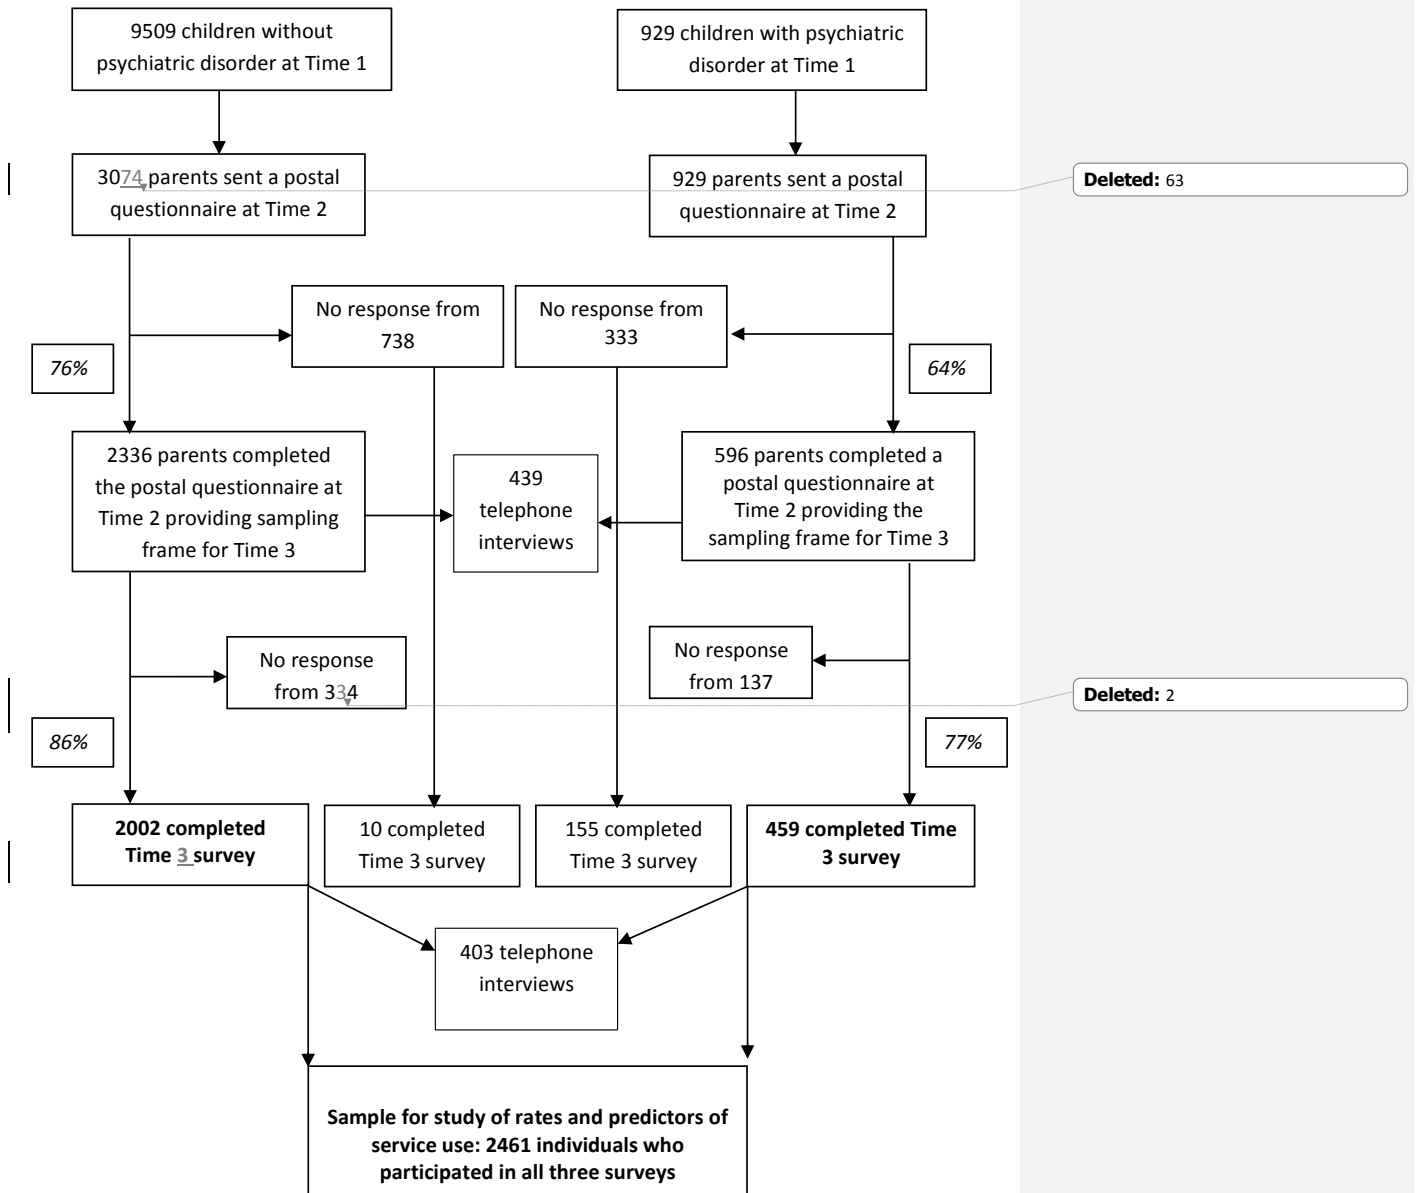 9509 children without
psychiatric disorder at Time 1
929 children with psychiatric
disorder at Time 1
3074 parents sent a postal
questionnaire at Time 2
929 parents sent a postal
questionnaire at Time 2
Deleted: 63
No response from
738
No response from
333
76%
64%
2336 parents completed
the postal questionnaire at
Time 2 providing sampling
frame for Time 3
439
telephone
interviews
596 parents completed a
postal questionnaire at
Time 2 providing the
sampling frame for Time 3
No response
from 334
No response
from 137
Deleted: 2
86%
77%
2002 completed
Time 3 survey
10 completed
Time 3 survey
155 completed
Time 3 survey
459 completed Time
3 survey
403 telephone
interviews
Sample for study of rates and predictors of
service use: 2461 individuals who
participated in all three surveys